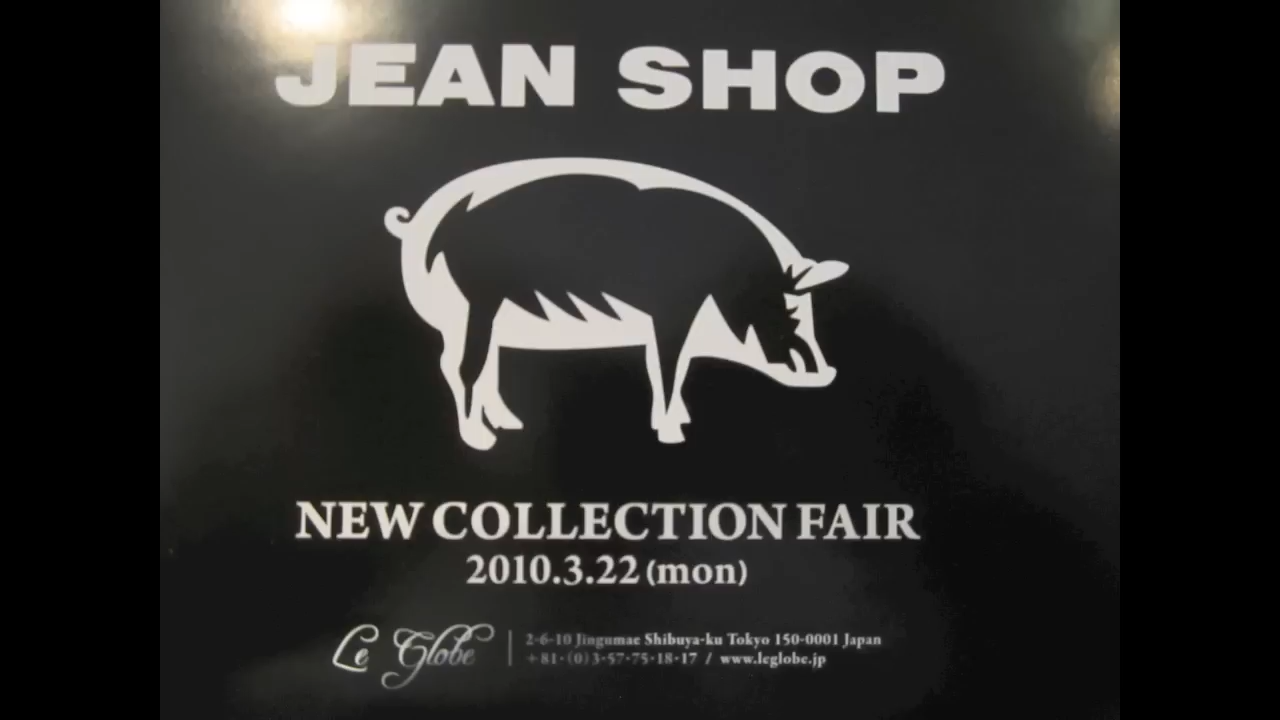 JEAN SHOP
NEW COLLECTION FAIR
2010.3.22 (mon)
Le Globe
2-6-10 Jingumae Shibuya-ku Tokyo 150-0001 Japan
+81-(0)3-57-75-18-17 / www.leglobe.jp